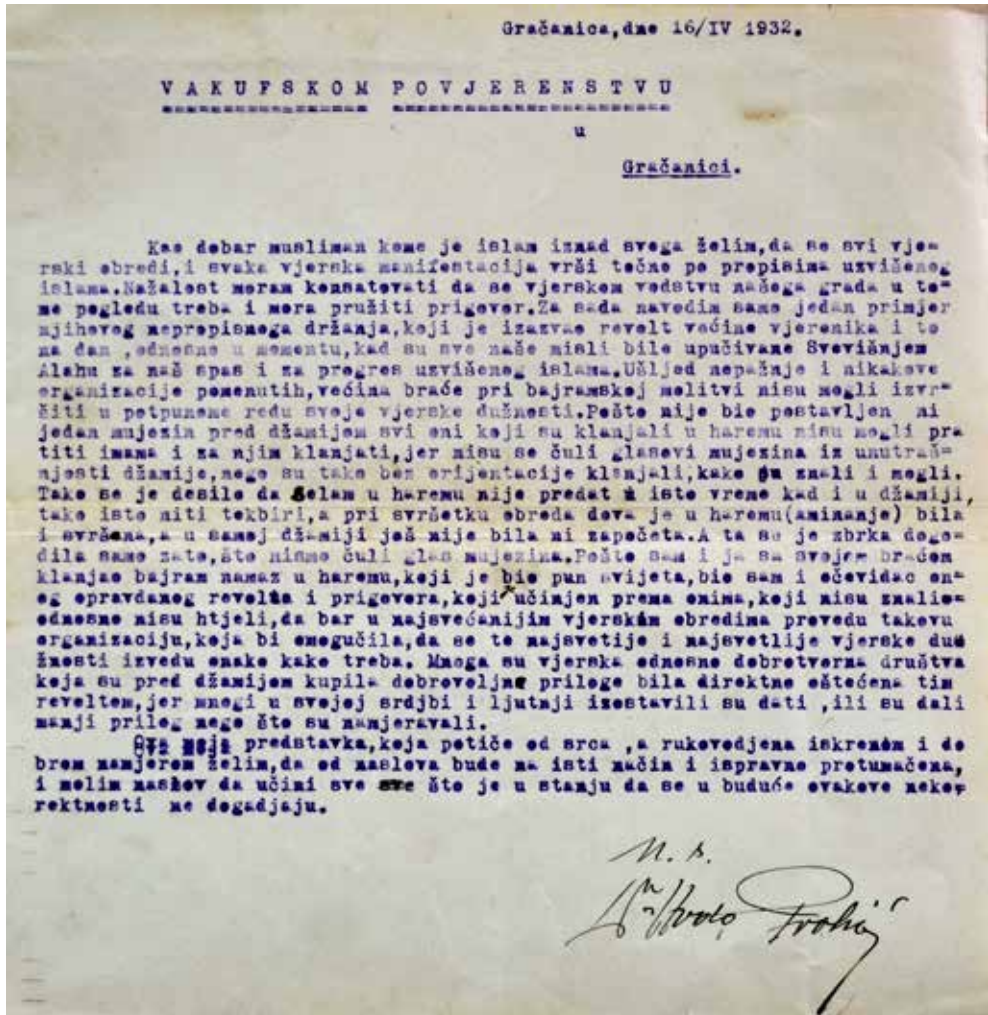 Gračanica,dne 16/IV 1932.
VAKUFSKOM POVJERENSTVU
u
Gračanici.
Kao dobar musliman kome je islam iznad svega želim,da se svi vje=
rski obredi,i svaka vjerska manifestacija vrši točno po propisima uzvišenog
islama.Nažalost moram konsatovati da se vjerskom vodstvu našega grada u to=
me pogledu treba i mora pružiti prigovor.Za sada navodim samo jedan primjer
njihovog nepropisnoga držanja,koji je izazvao revolt većine vjernika i to
na dan ,odnosno u momentu,kad su sve naše misli bile upućivane Svevišnjem
Alahu za naš spas i za progres uzvišenog islama.Ušljed nepažnje i nikakove
organizacije pomenutih,većina braće pri bajramskoj molitvi nisu mogli izvr=
šiti u potpunome redu svoje vjerske dužnosti.Pošto nije bio postavljen ni
jedan mujezin pred džamijom svi oni koji su klanjali u haremu nisu mogli pra
titi imama i za njim klanjati,jer nisu se čuli glasovi mujezina iz unutraš=
njosti džamije,nego su tako bez orijentacije klanjali,kako su znali i mogli.
Tako se je desilo da selam u haremu nije predat u isto vreme kad i u džamiji,
tako isto niti tekbiri,a pri svršetku obreda dova je u haremu(aminanje) bila
i svršena,a u samoj džamiji još nije bila ni započeta.A ta se je zbrka dogo=
dila samo zato,što nismo čuli glas mujezina.Pošto sam i ja sa svojom braćom
klanjao bajram namaz u haremu,koji je bio pun svijeta,bio sam i očevidac on=
og opravdanog revolta i prigovora,koji učinjen prema onima,koji nisu znali=
odnosno nisu htjeli,da bar u najsvećanijim vjerskim obredima provedu takovu
organizaciju,koja bi omogučila,da se te najsvetije i najsvetlije vjerske du
žnosti izvedu onako kako treba. Mnoga su vjerska odnosno dobrotvorna društva
koja su pred džamijom kupila dobrovoljne priloge bila direktno oštećena tim
revoltom,jer mnogi u svojoj srdjbi i ljutnji izostavili su dati ,ili su dali
manji prilog nego što su namjeravali.
Ova moja predstavka,koja potiče od srca ,a rukovodjena iskrenom i do
brom namjerom želim,da od naslova bude na isti način i ispravno protumačena,
i molim naslov da učini sve sve što je u stanju da se u buduće ovakove nekor
rektnosti ne dogadjaju.